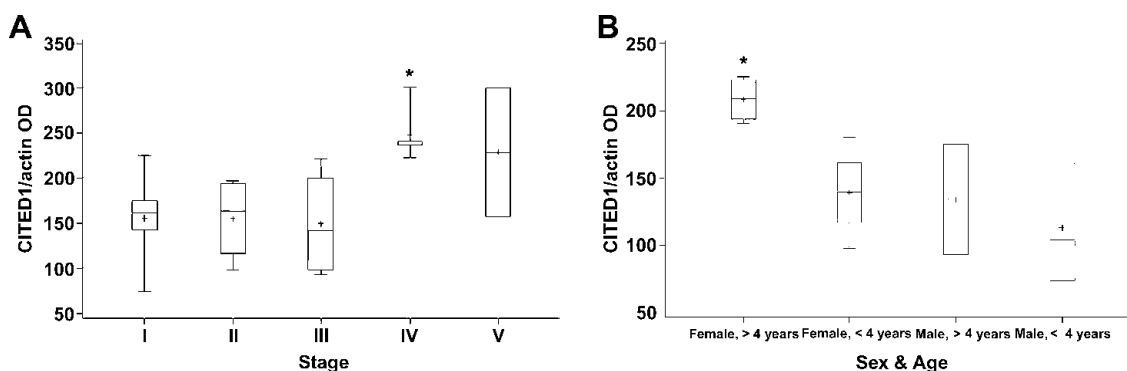 A
CITED1/actin OD
350
300
250
200
150
100
50
*
I II III IV V
Stage
B
CITED1/actin OD
250
200
150
100
50
*
Female, > 4 years Female, < 4 years Male, > 4 years Male, < 4 years
Sex & Age